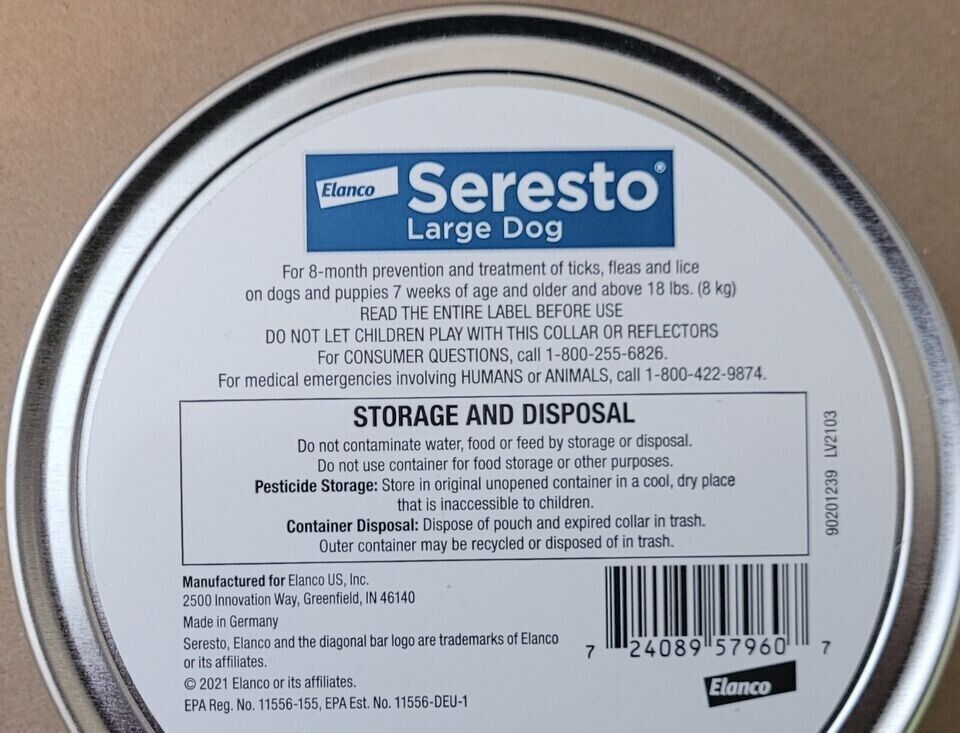 Elanco Seresto®
Large Dog
For 8-month prevention and treatment of ticks, fleas and lice
on dogs and puppies 7 weeks of age and older and above 18 lbs. (8 kg)
READ THE ENTIRE LABEL BEFORE USE
DO NOT LET CHILDREN PLAY WITH THIS COLLAR OR REFLECTORS
For CONSUMER QUESTIONS, call 1-800-255-6826.
For medical emergencies involving HUMANS or ANIMALS, call 1-800-422-9874.
STORAGE AND DISPOSAL
Do not contaminate water, food or feed by storage or disposal.
Do not use container for food storage or other purposes.
Pesticide Storage: Store in original unopened container in a cool, dry place
that is inaccessible to children.
Container Disposal: Dispose of pouch and expired collar in trash.
Outer container may be recycled or disposed of in trash.
90201239 LV2103
Manufactured for Elanco US, Inc.
2500 Innovation Way, Greenfield, IN 46140
Made in Germany
Seresto, Elanco and the diagonal bar logo are trademarks of Elanco
or its affiliates.
© 2021 Elanco or its affiliates.
EPA Reg. No. 11556-155, EPA Est. No. 11556-DEU-1
7 24089 57960 7
Elanco